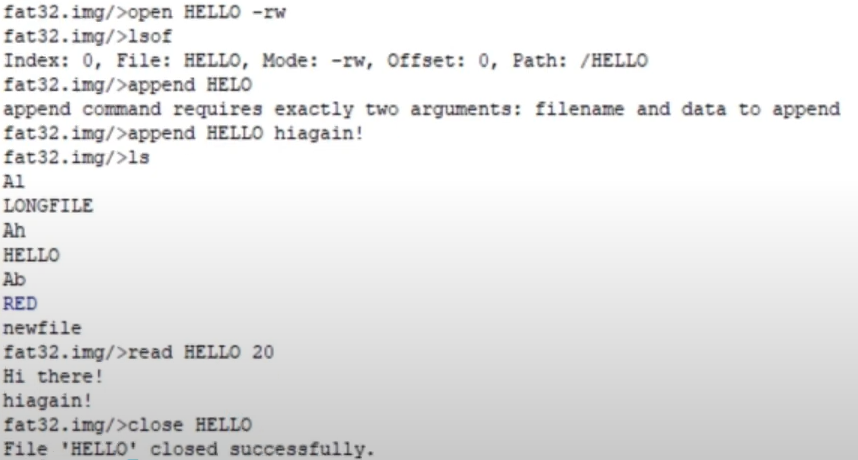 fat32.img/>open HELLO -rw
fat32.img/>lsof
Index: 0, File: HELLO, Mode: -rw, Offset: 0, Path: /HELLO
fat32.img/>append HELO
append command requires exactly two arguments: filename and data to append
fat32.img/>append HELLO hiagain!
fat32.img/>ls
Al
LONGFILE
Ah
HELLO
Ab
RED
newfile
fat32.img/>read HELLO 20
Hi there!
hiagain!
fat32.img/>close HELLO
File 'HELLO' closed successfully.